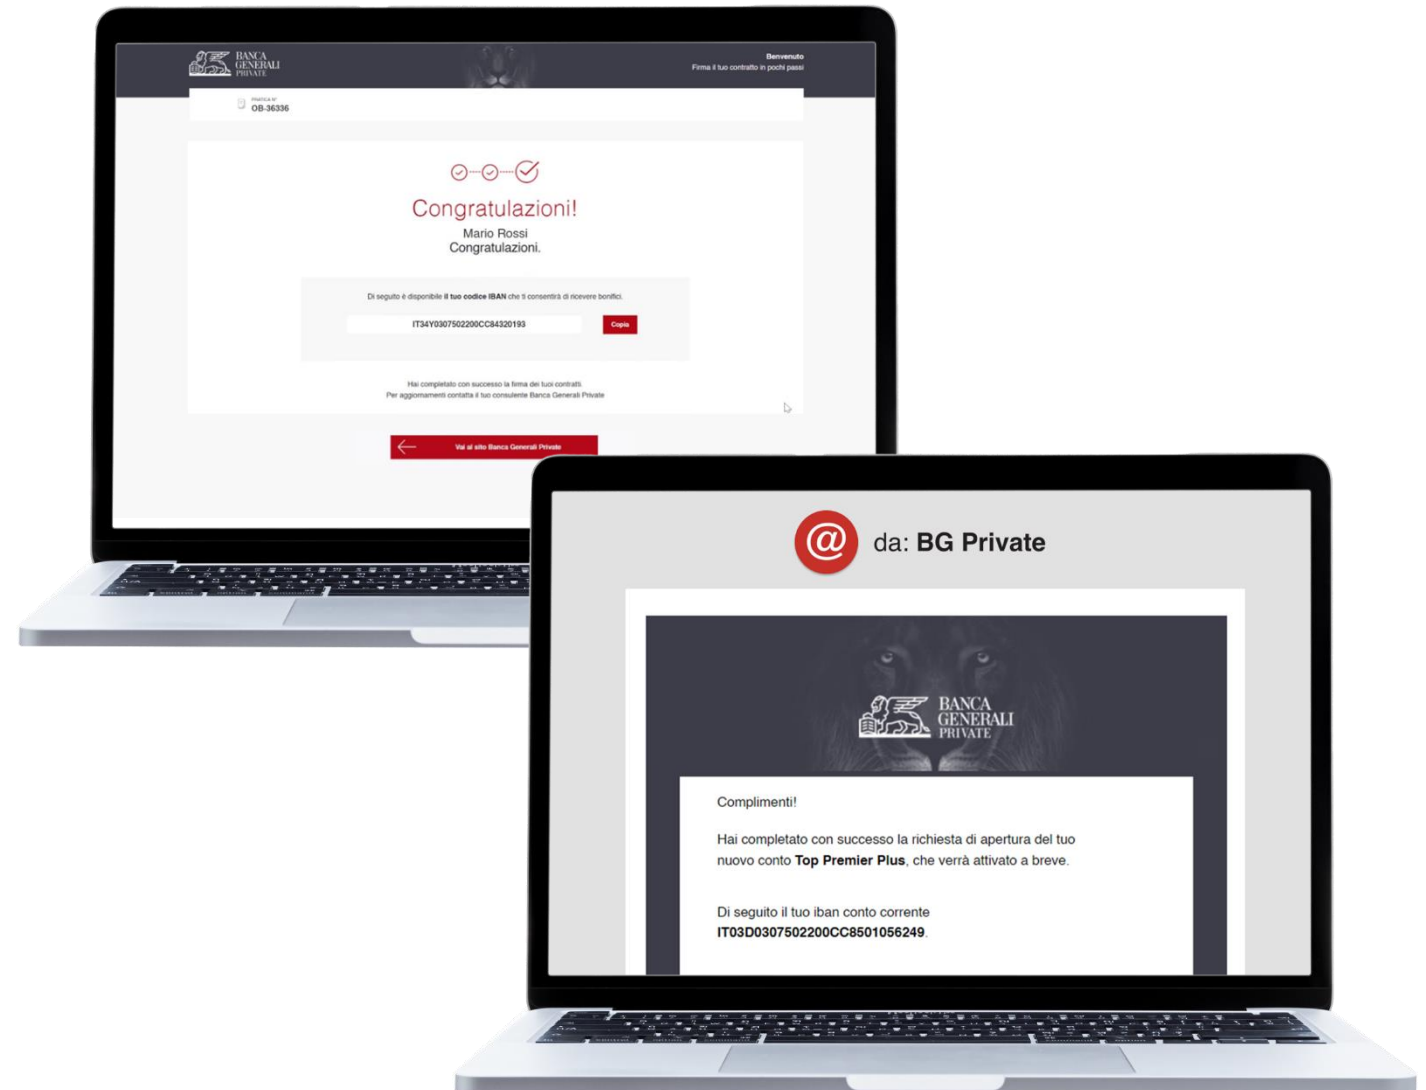 BANCA
GENERALI
PRIVATE
Benvenuto
Firma il tuo contratto in pochi passi
PRATICA N°
OB-36336
Congratulazioni!
Mario Rossi
Congratulazioni.
Di seguito è disponibile il tuo codice IBAN che ti consentirà di ricevere bonifici.
IT34Y0307502200CC84320193
Copia
Hai completato con successo la firma dei tuoi contratti.
Per aggiornamenti contatta il tuo consulente Banca Generali Private
Vai al sito Banca Generali Private
@ da: BG Private
BANCA
GENERALI
PRIVATE
Complimenti!
Hai completato con successo la richiesta di apertura del tuo
nuovo conto Top Premier Plus, che verrà attivato a breve.
Di seguito il tuo iban conto corrente
IT03D0307502200CC8501056249.